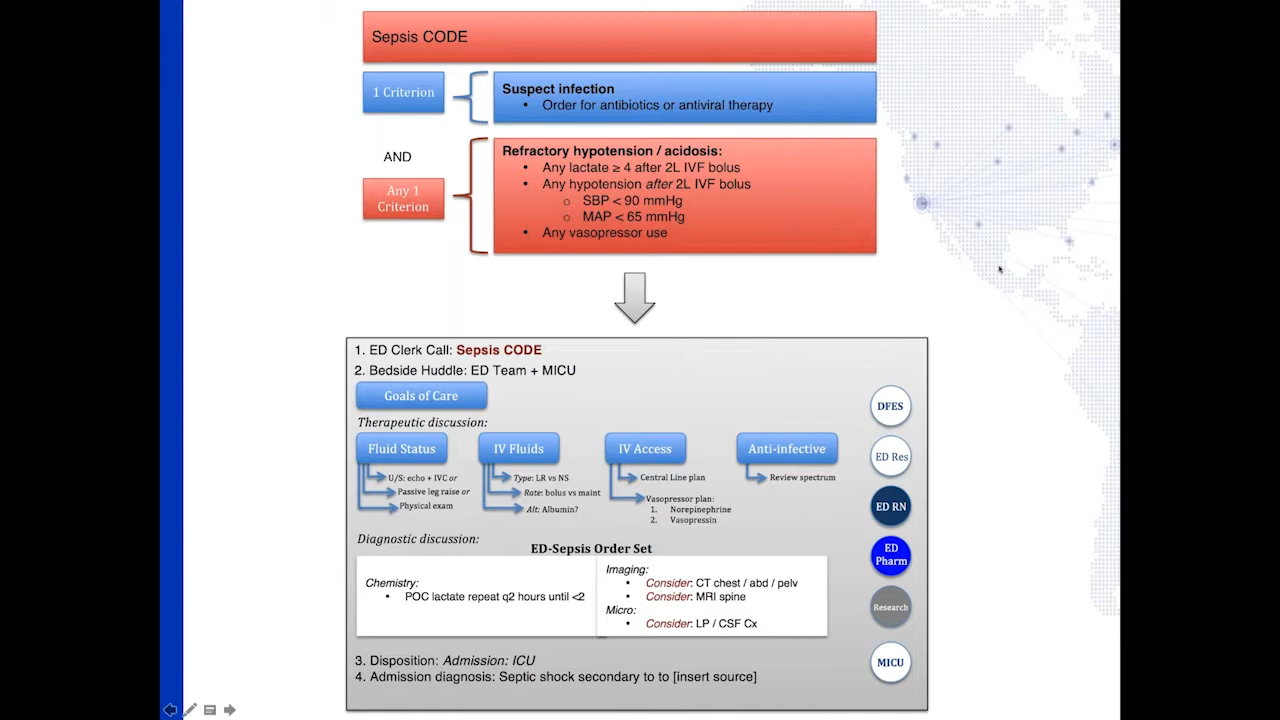 Sepsis CODE
1 Criterion
Suspect infection
• Order for antibiotics or antiviral therapy
AND
Any 1
Criterion
Refractory hypotension / acidosis:
• Any lactate ≥ 4 after 2L IVF bolus
• Any hypotension after 2L IVF bolus
o SBP < 90 mmHg
o MAP < 65 mmHg
• Any vasopressor use
1. ED Clerk Call: Sepsis CODE
2. Bedside Huddle: ED Team + MICU
Goals of Care
Therapeutic discussion:
Fluid Status
U/S: echo + IVC or
Passive leg raise or
Physical exam
IV Fluids
Type: LR vs NS
Rate: bolus vs maint
Alt: Albumin?
IV Access
Central Line plan
Vasopressor plan:
1. Norepinephrine
2. Vasopressin
Anti-infective
Review spectrum
Diagnostic discussion:
ED-Sepsis Order Set
Chemistry:
• POC lactate repeat q2 hours until <2
Imaging:
• Consider: CT chest / abd / pelv
• Consider: MRI spine
Micro:
• Consider: LP / CSF Cx
3. Disposition: Admission: ICU
4. Admission diagnosis: Septic shock secondary to to [insert source]
DFES
ED Res
ED RN
ED
Pharm
Research
MICU